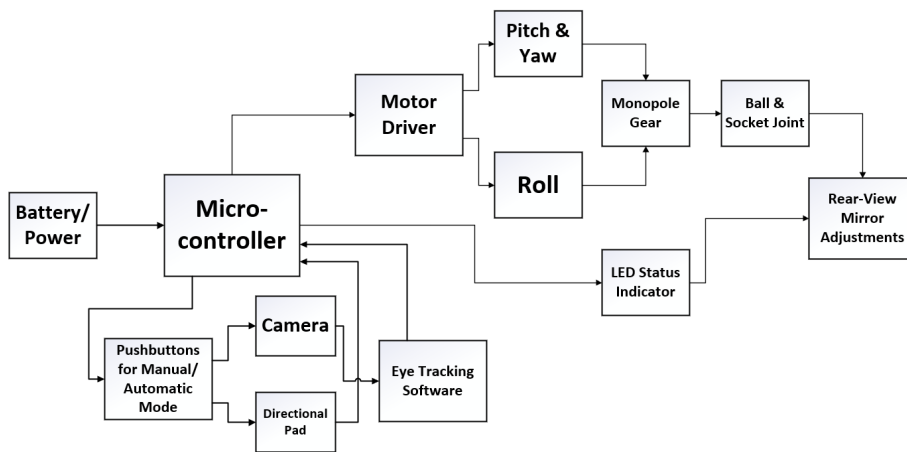 Pitch &
Yaw
Motor
Driver
Monopole
Gear
Ball &
Socket Joint
Roll
Battery/
Power
Micro-
controller
Rear-View
Mirror
Adjustments
LED Status
Indicator
Camera
Pushbuttons
for Manual/
Automatic
Mode
Eye Tracking
Software
Directional
Pad